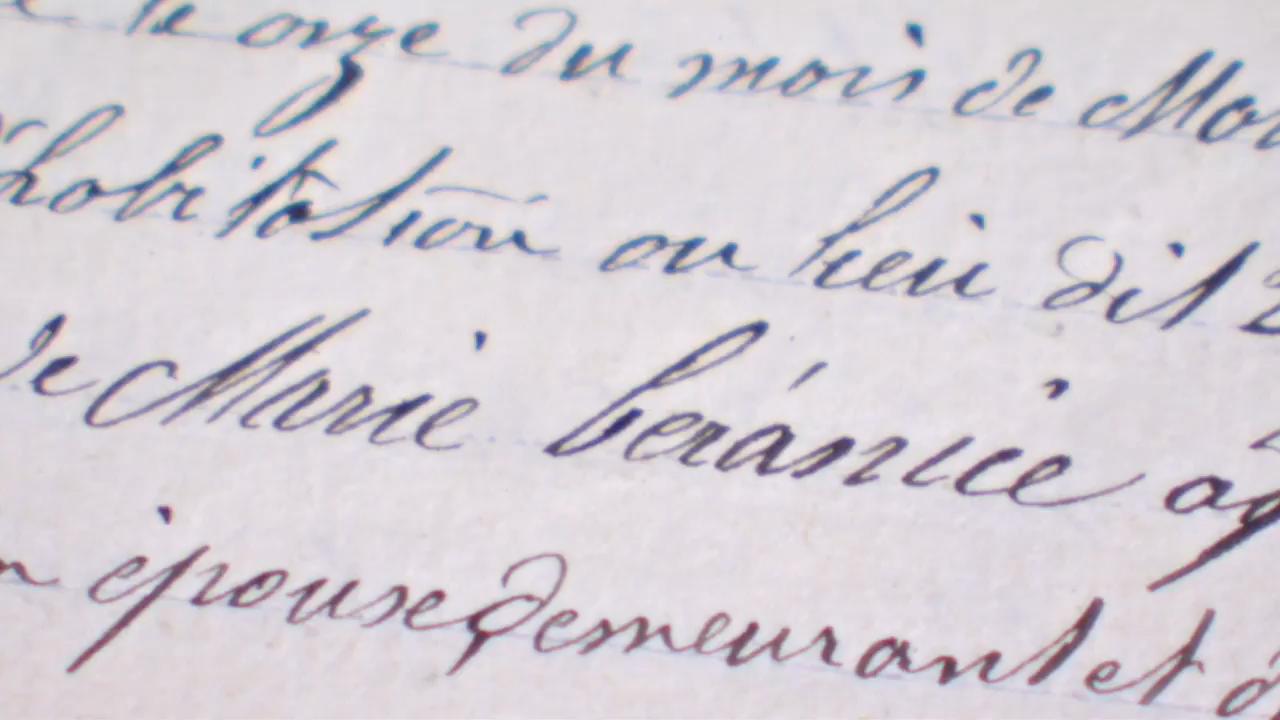 le onze du mois de
habitation au lieu dit
de Marie béranice
épouse demeurant et